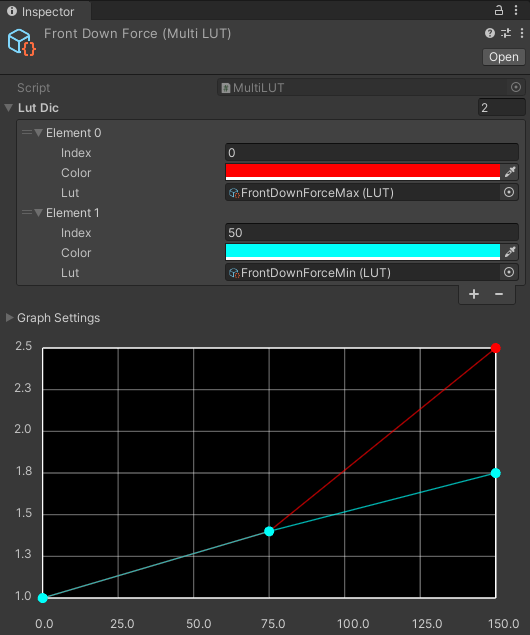 Inspector
Front Down Force (Multi LUT)
Open
Script
MultiLUT
Lut Dic
2
Element 0
Index
0
Color
Lut
FrontDownForceMax (LUT)
Element 1
Index
50
Color
Lut
FrontDownForceMin (LUT)
+ −
Graph Settings
2.5
2.3
2.0
1.8
1.5
1.3
1.0
0.0 25.0 50.0 75.0 100.0 125.0 150.0